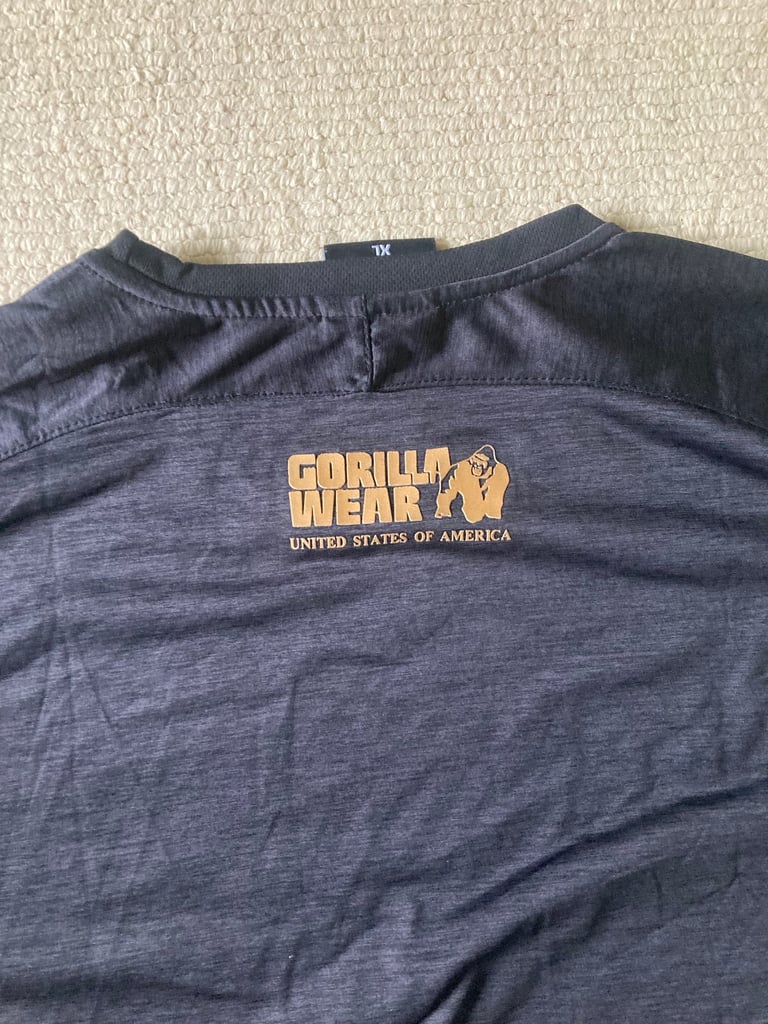 XL
GORILLA
WEAR
UNITED STATES OF AMERICA